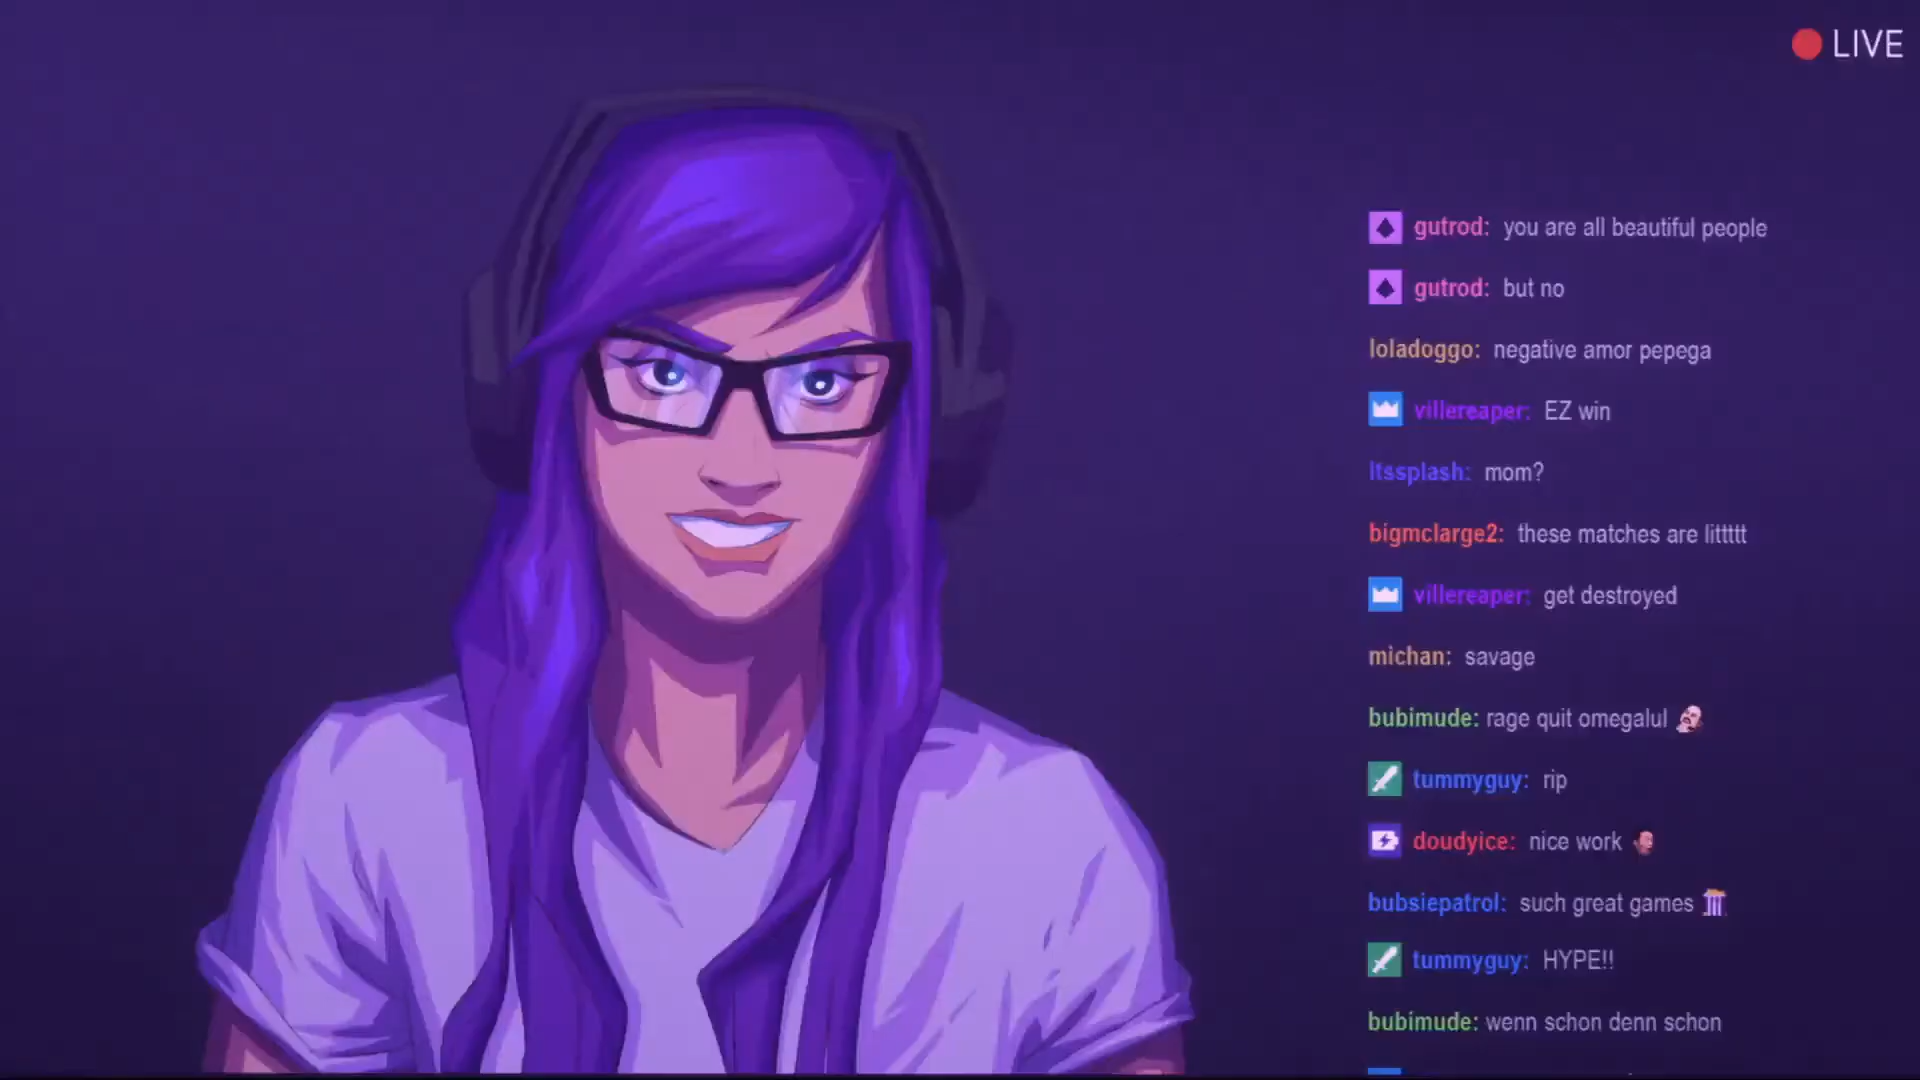 LIVE
gutrod: you are all beautiful people
gutrod: but no
loladoggo: negative amor pepega
villereaper: EZ win
ltssplash: mom?
bigmclarge2: these matches are littttt
villereaper: get destroyed
michan: savage
bubimude: rage quit omegalul
tummyguy: rip
doudyice: nice work
bubsiepatrol: such great games
tummyguy: HYPE!!
bubimude: wenn schon denn schon